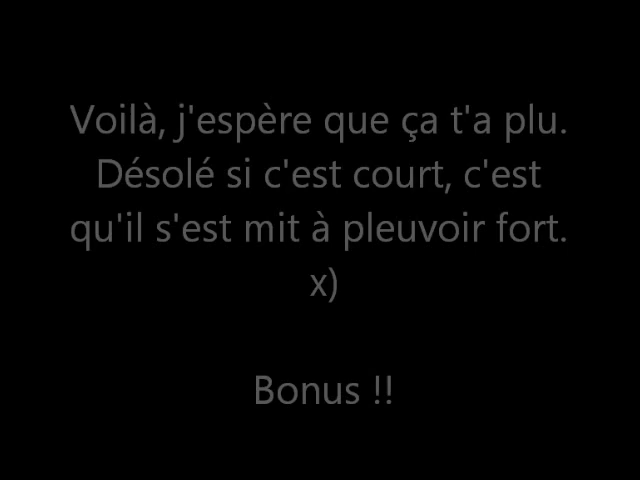 Voilà, j'espère que ça t'a plu.
Désolé si c'est court, c'est
qu'il s'est mit à pleuvoir fort.
x)
Bonus !!